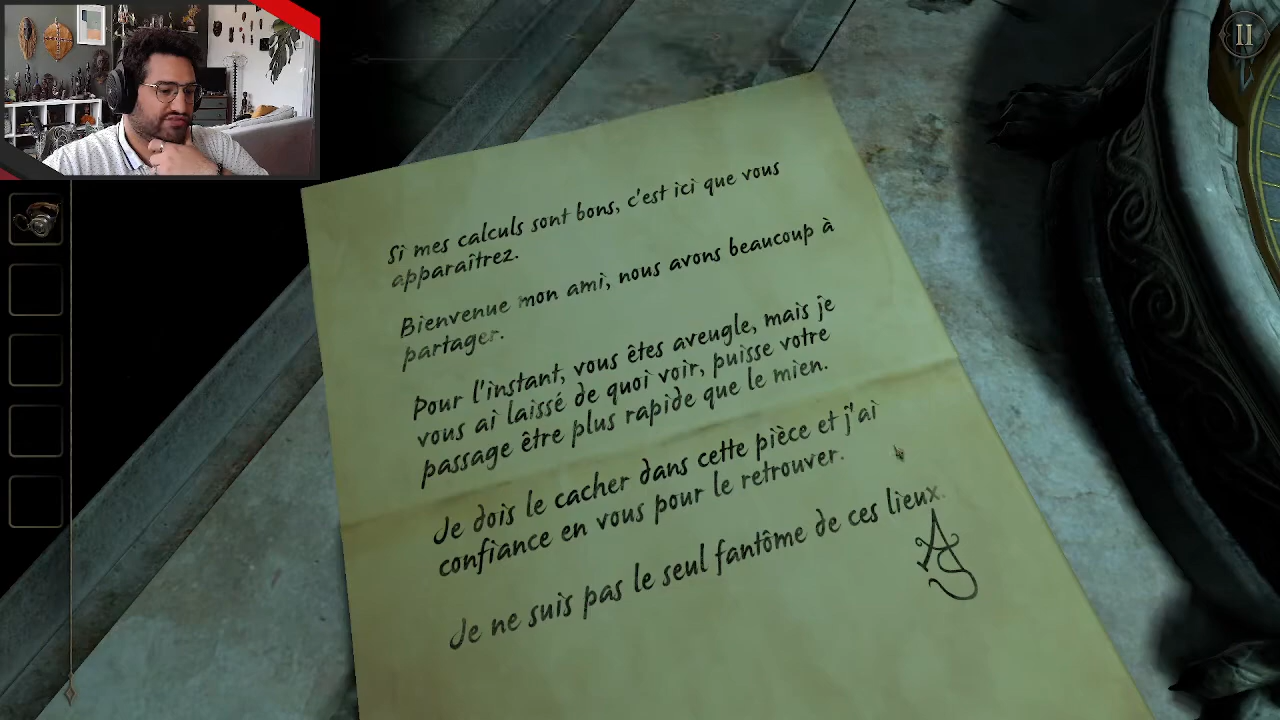 II
Si mes calculs sont bons, c'est ici que vous
apparaîtrez.
Bienvenue mon ami, nous avons beaucoup à
partager.
Pour l'instant, vous êtes aveugle, mais je
vous ai laissé de quoi voir, puisse votre
passage être plus rapide que le mien.
Je dois le cacher dans cette pièce et j'ai
confiance en vous pour le retrouver.
Je ne suis pas le seul fantôme de ces lieux.
AS